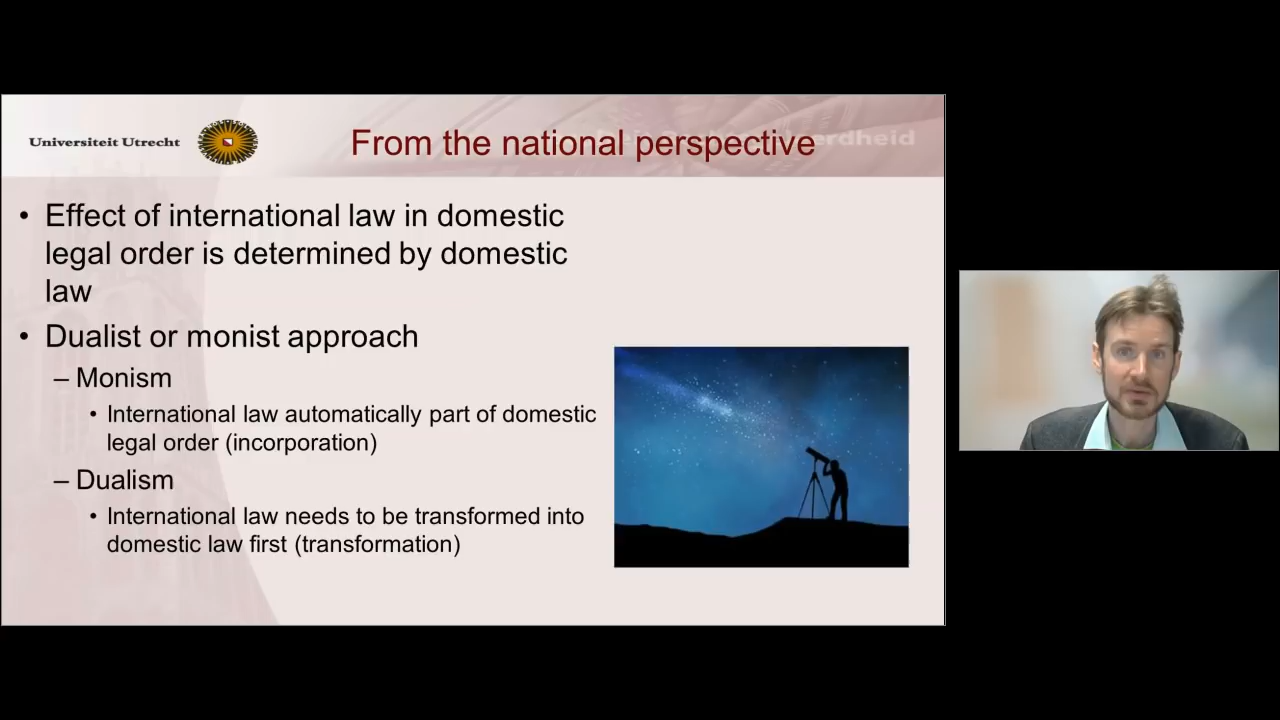 Universiteit Utrecht
From the national perspective
• Effect of international law in domestic
legal order is determined by domestic
law
• Dualist or monist approach
– Monism
• International law automatically part of domestic
legal order (incorporation)
– Dualism
• International law needs to be transformed into
domestic law first (transformation)